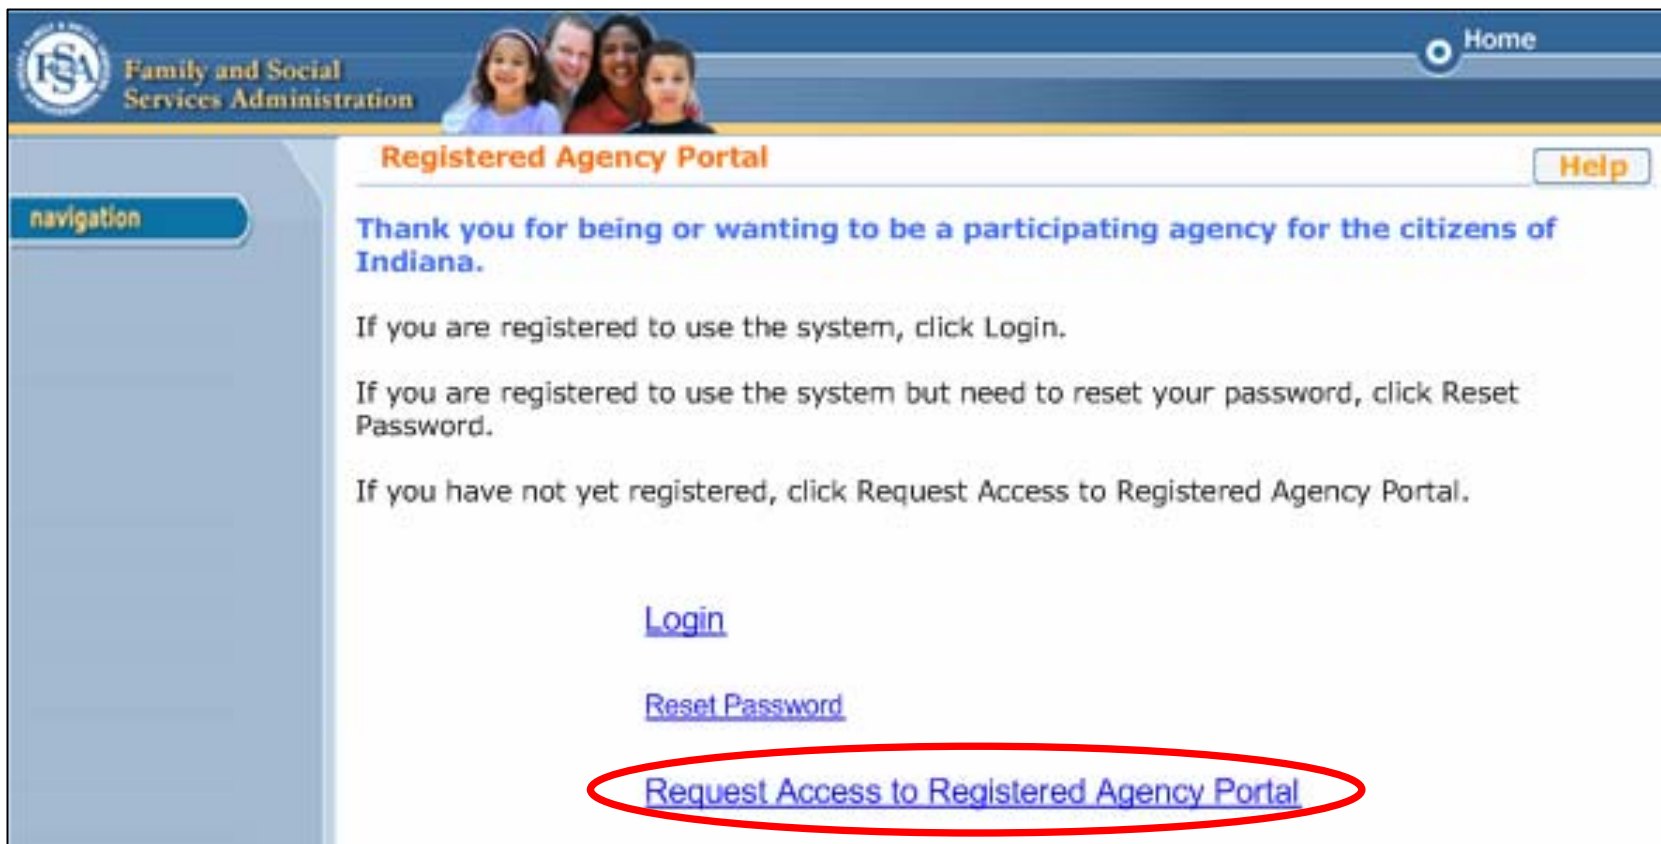 FSSA
Family and Social
Services Administration
Home
Registered Agency Portal
Help
navigation
Thank you for being or wanting to be a participating agency for the citizens of
Indiana.
If you are registered to use the system, click Login.
If you are registered to use the system but need to reset your password, click Reset
Password.
If you have not yet registered, click Request Access to Registered Agency Portal.
Login
Reset Password
Request Access to Registered Agency Portal